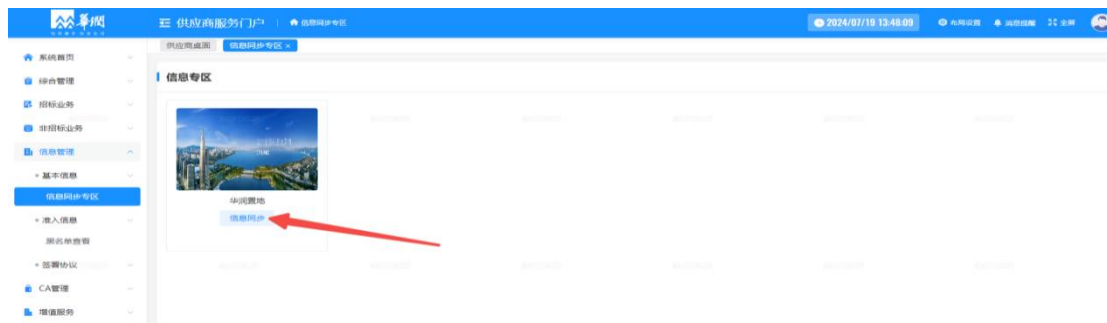 華潤
供应商服务门户
信息同步专区
2024/07/19 13:48:09
布局设置
消息提醒
全屏
供应商桌面
信息同步专区 ×
系统首页
综合管理
招标业务
非招标业务
信息管理
基本信息
信息同步专区
准入信息
黑名单查看
签署协议
CA管理
增值服务
信息专区
华润置地
信息同步